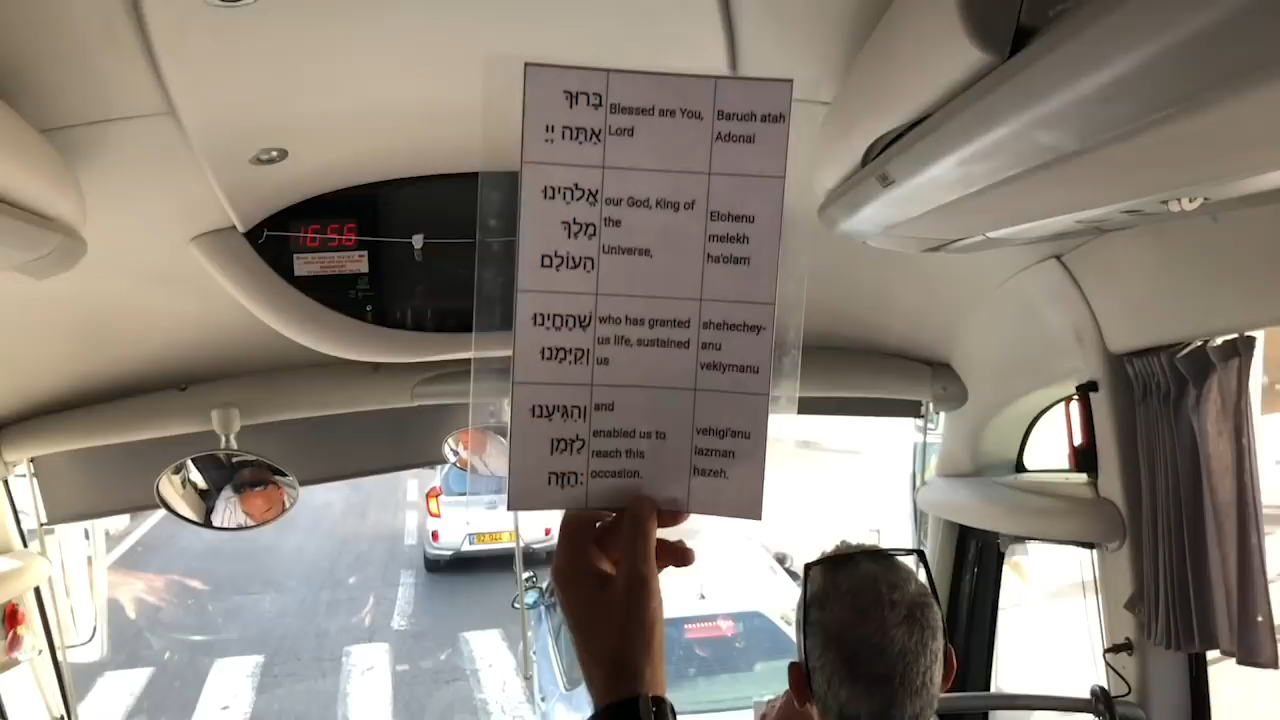 בָּרוּךְ
אַתָּה יְיָ
Blessed are You,
Lord
Baruch atah
Adonai
אֱלֹהֵינוּ
מֶלֶךְ
הָעוֹלָם
our God, King of
the
Universe,
Elohenu
melekh
ha'olam
שֶׁהֶחֱיָנוּ
וְקִיְּמָנוּ
who has granted
us life, sustained
us
shehechey-
anu
vekiymanu
וְהִגִּיעָנוּ
לַזְּמַן
הַזֶּה:
and
enabled us to
reach this
occasion.
vehigi'anu
lazman
hazeh.
16:56